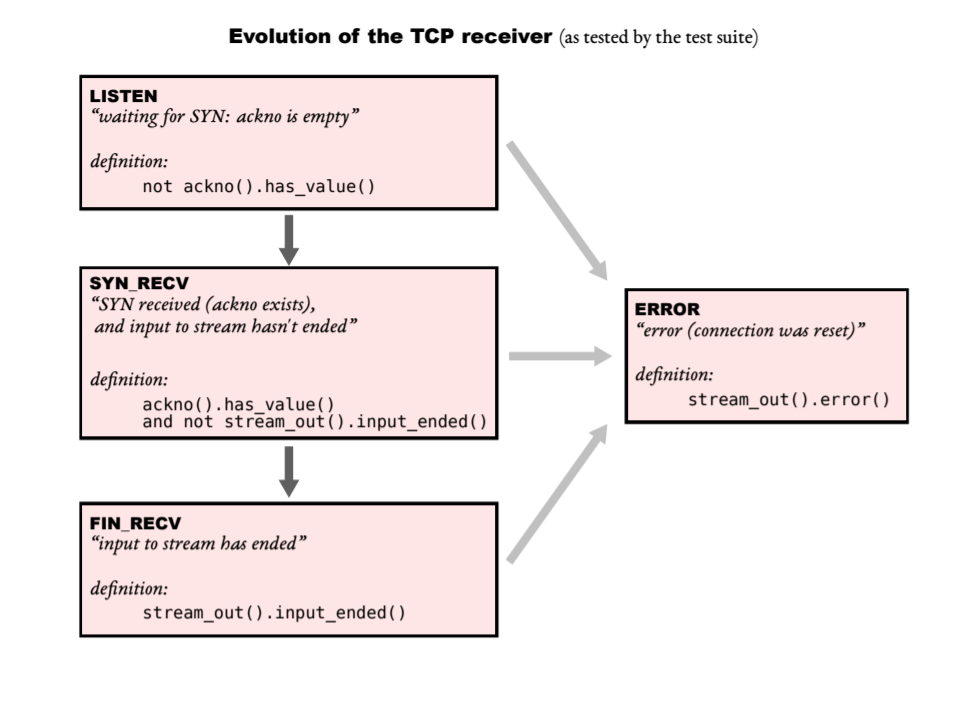 Evolution of the TCP receiver (as tested by the test suite)
LISTEN
“waiting for SYN: ackno is empty”
definition:
not ackno().has_value()
SYN_RECV
“SYN received (ackno exists),
and input to stream hasn't ended”
definition:
ackno().has_value()
and not stream_out().input_ended()
FIN_RECV
“input to stream has ended”
definition:
stream_out().input_ended()
ERROR
“error (connection was reset)”
definition:
stream_out().error()